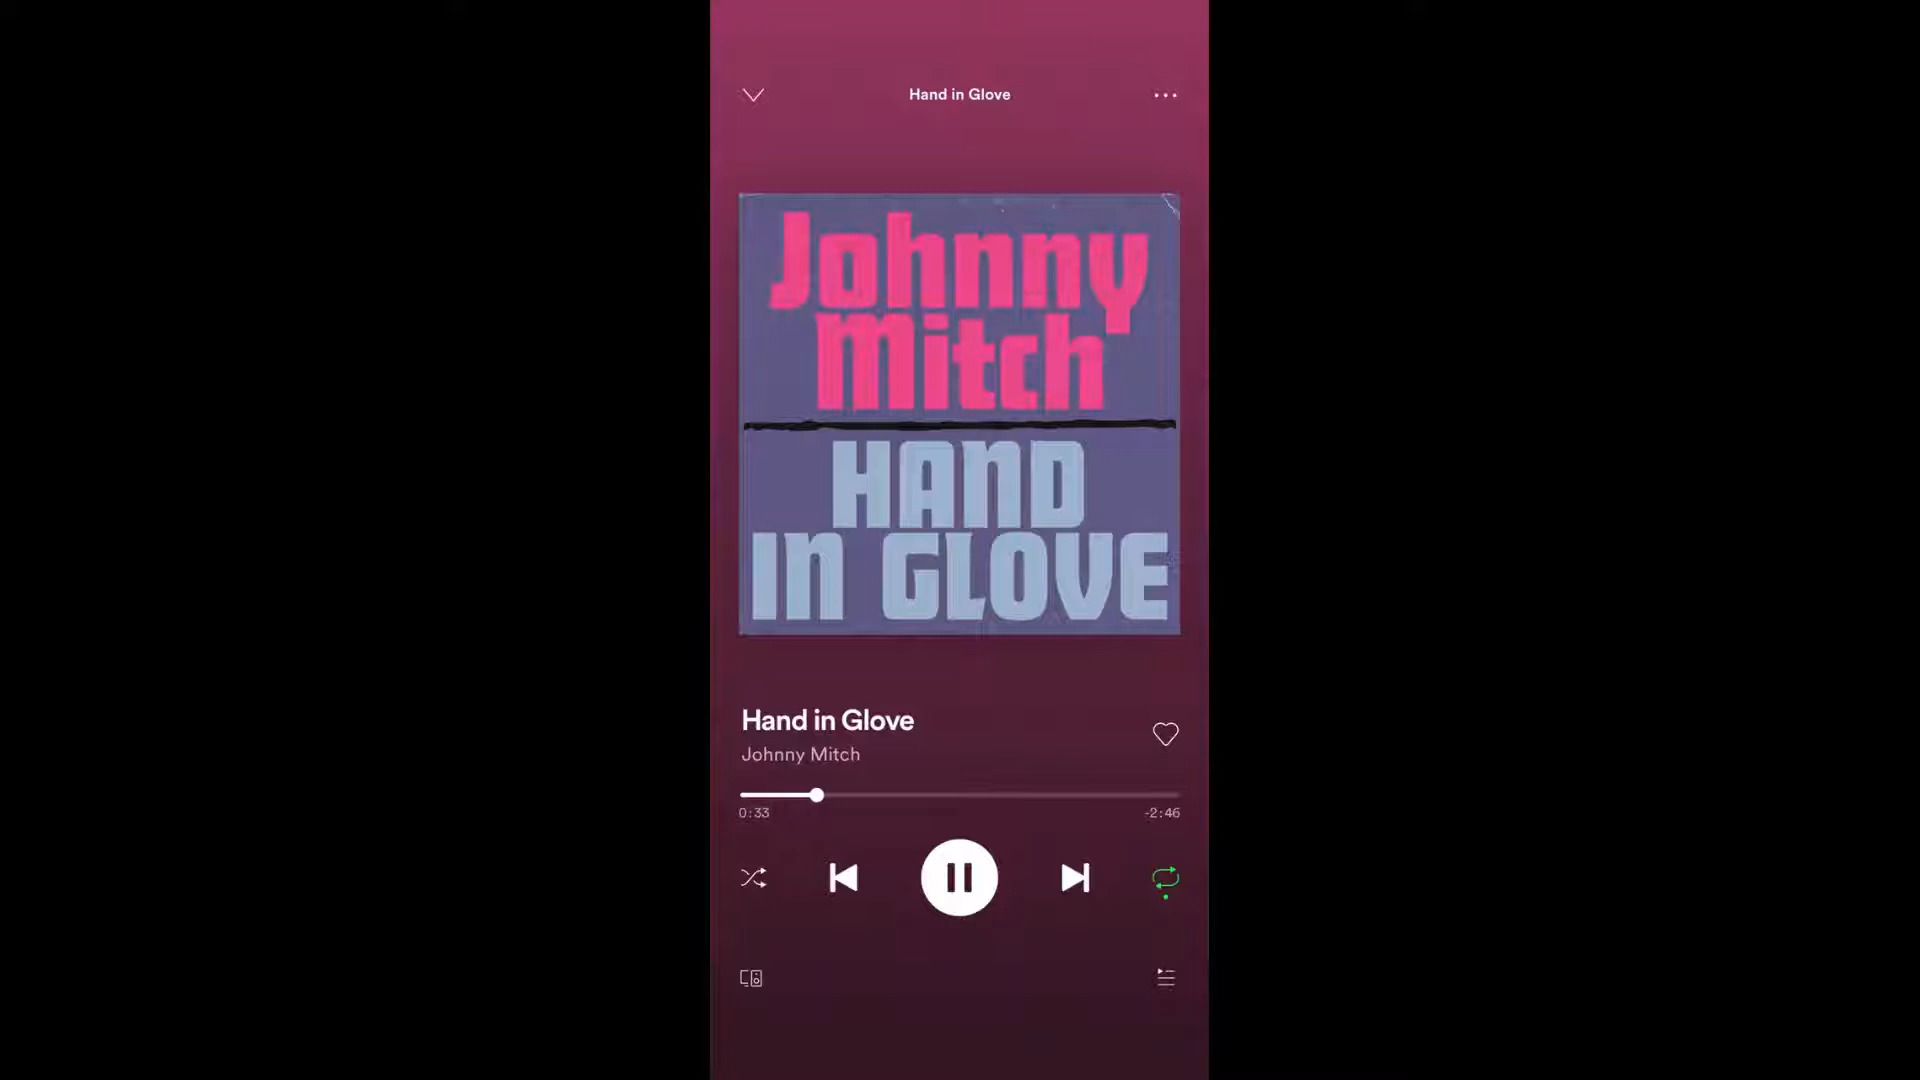 Hand in Glove
Johnny
Mitch
HAND
IN GLOVE
Hand in Glove
Johnny Mitch
0:33
-2:46